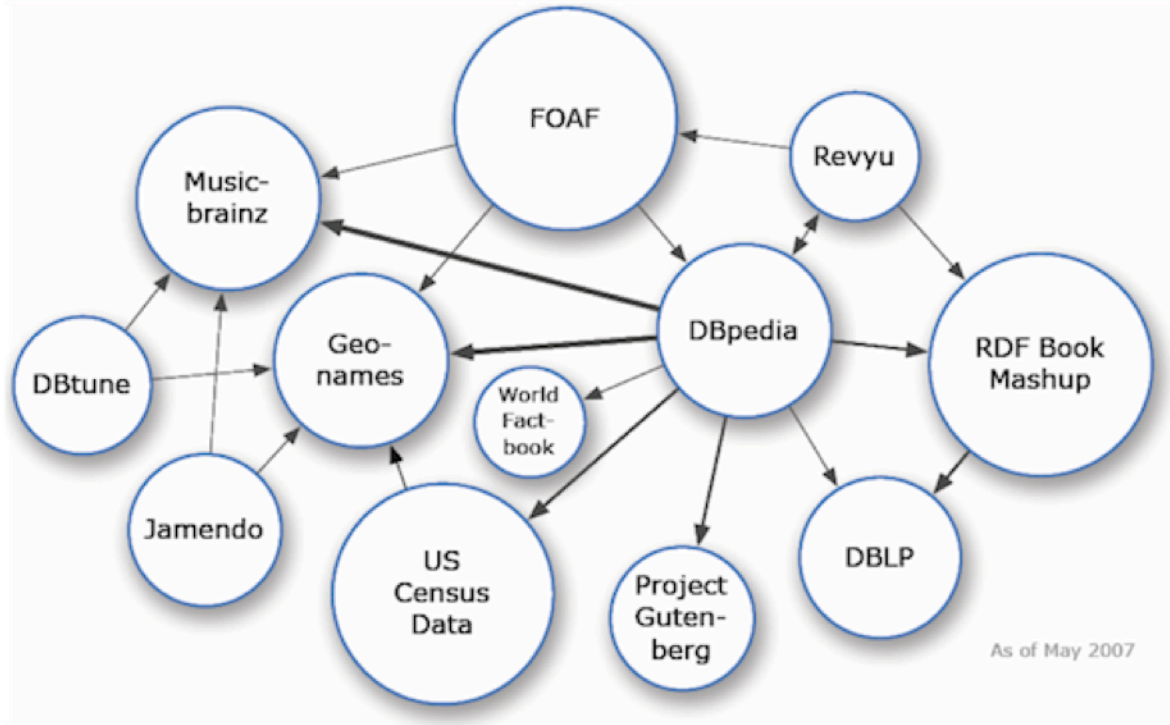 FOAF
Revyu
Music-
brainz
DBpedia
Geo-
names
RDF Book
Mashup
DBtune
World
Fact-
book
Jamendo
US
Census
Data
Project
Guten-
berg
DBLP
As of May 2007